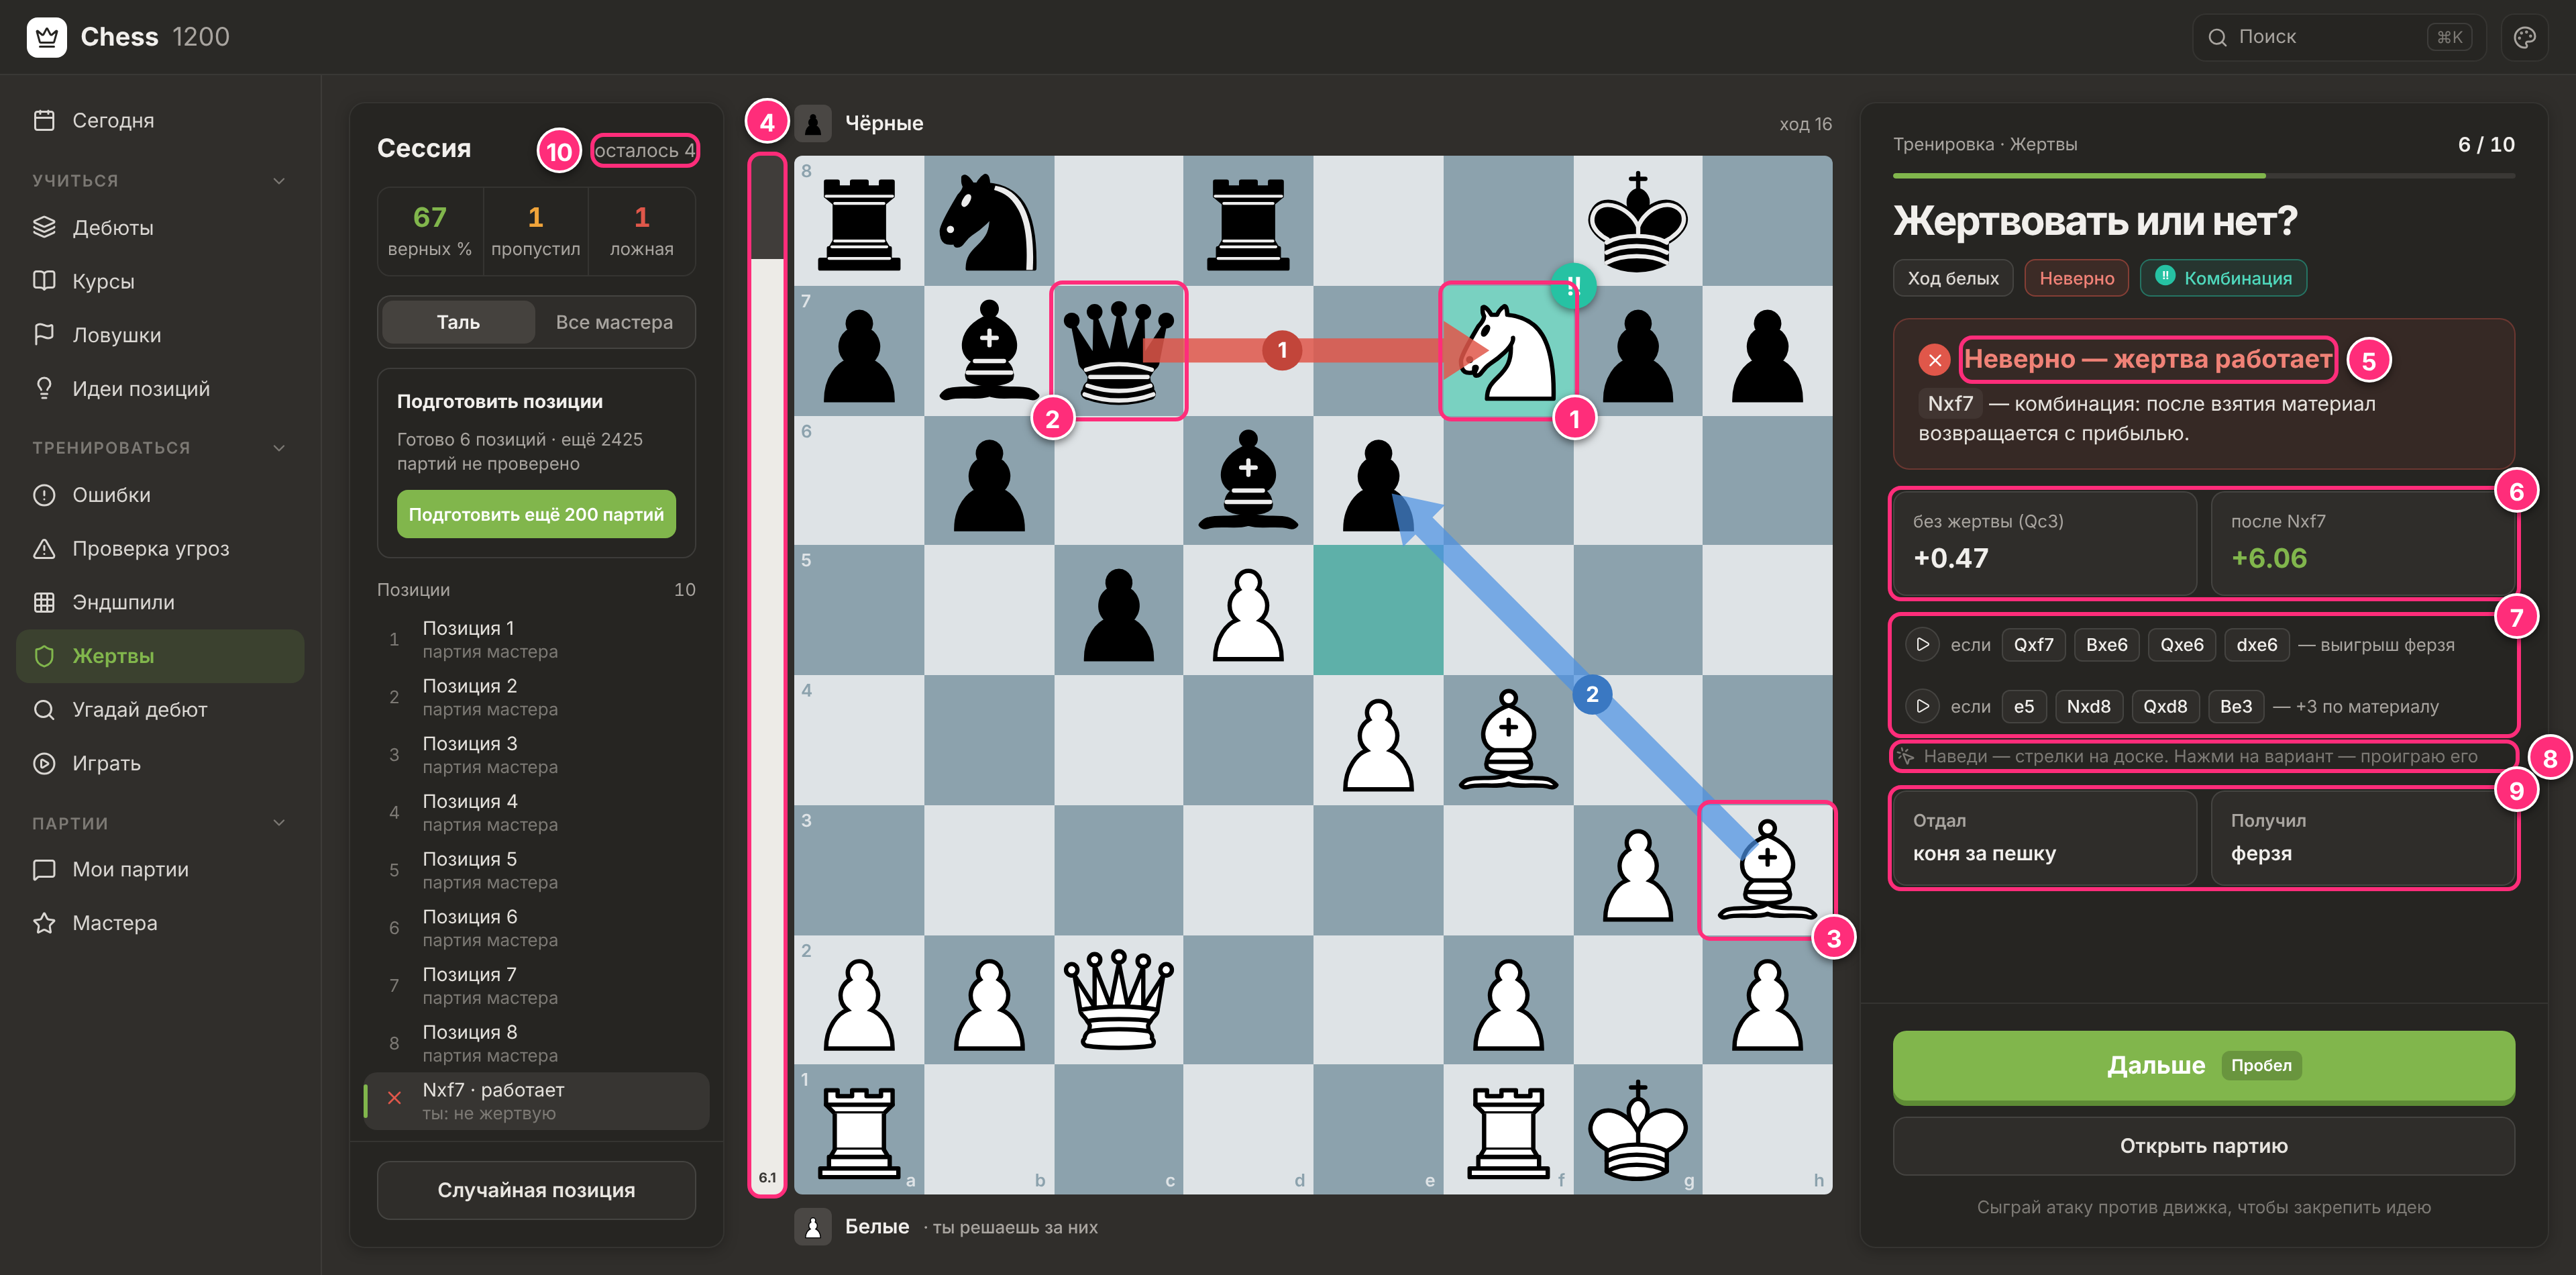 Chess 1200
Поиск ⌘K
Сегодня
УЧИТЬСЯ
Дебюты
Курсы
Ловушки
Идеи позиций
ТРЕНИРОВАТЬСЯ
Ошибки
Проверка угроз
Эндшпили
Жертвы
Угадай дебют
Играть
ПАРТИИ
Мои партии
Мастера
Сессия 10 осталось 4
67 1 1
верных % пропустил ложная
Таль Все мастера
Подготовить позиции
Готово 6 позиций · ещё 2425
партий не проверено
Подготовить ещё 200 партий
Позиции 10
1 Позиция 1
партия мастера
2 Позиция 2
партия мастера
3 Позиция 3
партия мастера
4 Позиция 4
партия мастера
5 Позиция 5
партия мастера
6 Позиция 6
партия мастера
7 Позиция 7
партия мастера
8 Позиция 8
партия мастера
Nxf7 · работает
ты: не жертвую
Случайная позиция
4 Чёрные ход 16
8
!!
7
1
2 1
6
5
4
2
3
3
2
1
6.1 a b c d e f g h
Белые · ты решаешь за них
Тренировка · Жертвы 6 / 10
Жертвовать или нет?
Ход белых Неверно !! Комбинация
Неверно — жертва работает 5
Nxf7 — комбинация: после взятия материал
возвращается с прибылью.
6
без жертвы (Qc3) после Nxf7
+0.47 +6.06
7
если Qxf7 Bxe6 Qxe6 dxe6 — выигрыш ферзя
если e5 Nxd8 Qxd8 Be3 — +3 по материалу
Наведи — стрелки на доске. Нажми на вариант — проиграю его 8
9
Отдал Получил
коня за пешку ферзя
Дальше Пробел
Открыть партию
Сыграй атаку против движка, чтобы закрепить идею